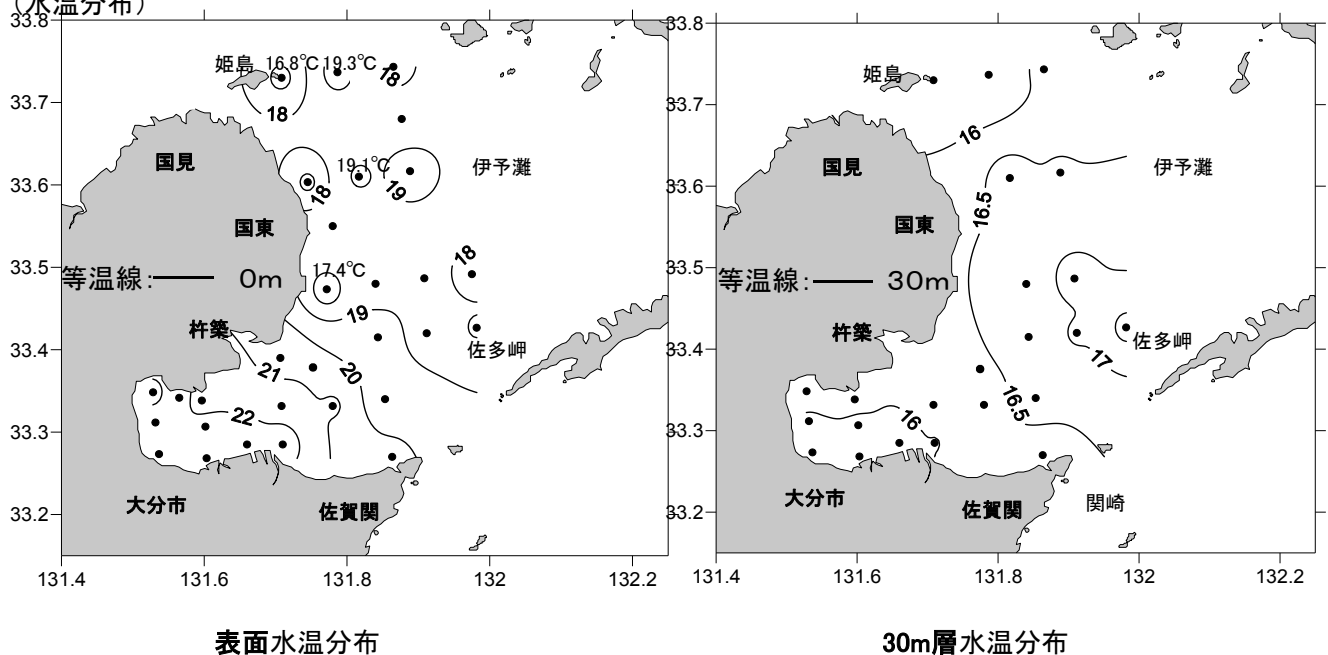 (水温分布)
33.8
33.7
33.6
33.5
33.4
33.3
33.2
131.4 131.6 131.8 132 132.2
姫島 16.8℃ 19.3℃ 18
18
国見
19.1℃
18
19
伊予灘
国東
18
17.4℃
等温線: 0m
19
杵築
佐多岬
21
20
22
大分市
佐賀関
表面水温分布
33.8
33.7
33.6
33.5
33.4
33.3
33.2
131.4 131.6 131.8 132 132.2
姫島
16
国見
伊予灘
16.5
国東
等温線: 30m
杵築
佐多岬
17
16.5
16
大分市
佐賀関
関崎
30m層水温分布